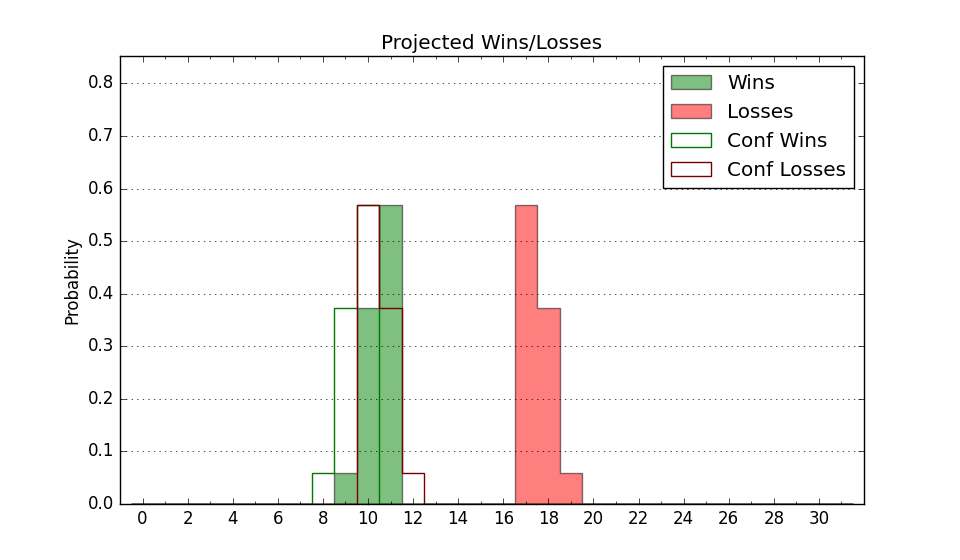 Projected Wins/Losses
Wins
Losses
Conf Wins
Conf Losses
Probability
0.8
0.7
0.6
0.5
0.4
0.3
0.2
0.1
0.0
0 2 4 6 8 10 12 14 16 18 20 22 24 26 28 30